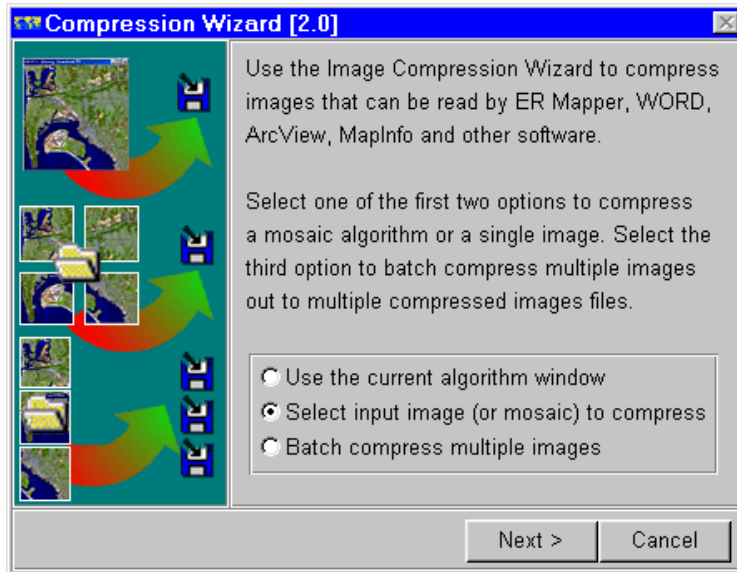 Compression Wizard [2.0]
Use the Image Compression Wizard to compress
images that can be read by ER Mapper, WORD,
ArcView, MapInfo and other software.
Select one of the first two options to compress
a mosaic algorithm or a single image. Select the
third option to batch compress multiple images
out to multiple compressed images files.
Use the current algorithm window
Select input image (or mosaic) to compress
Batch compress multiple images
Next >
Cancel